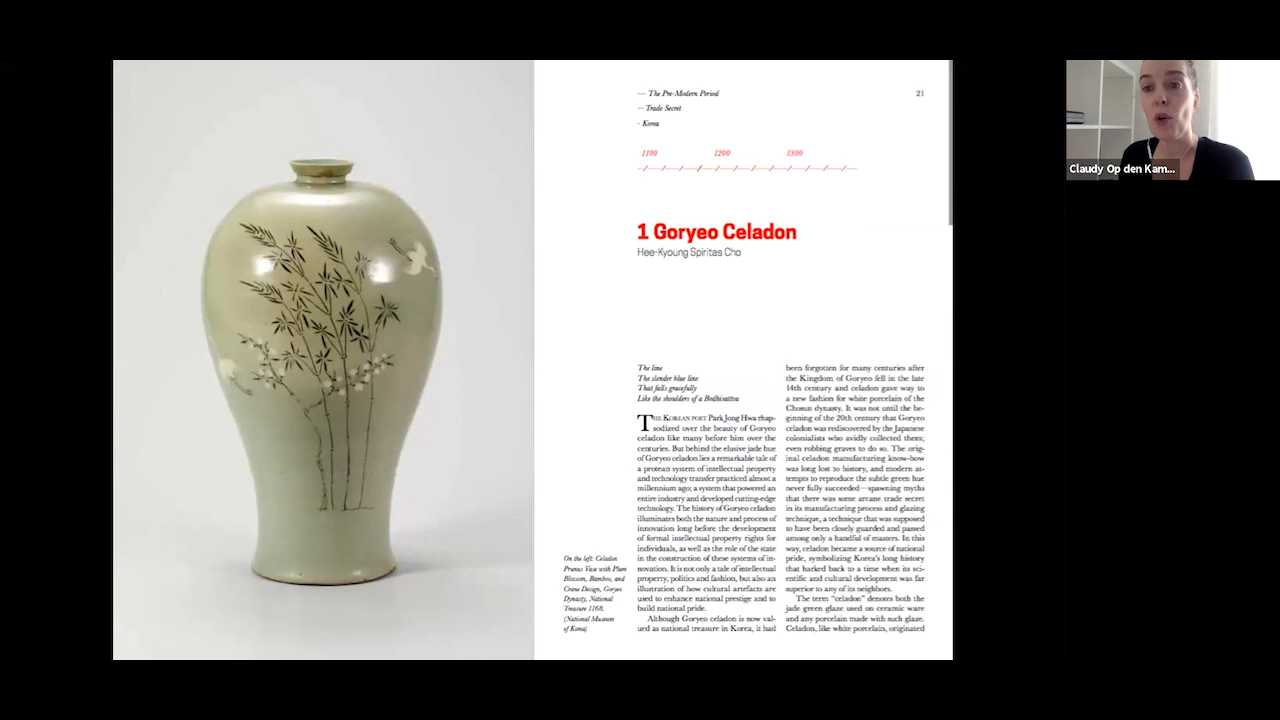 --- The Pre-Modern Period
-- Trade Secret
- Korea
21
1100 1200 1300
1 Goryeo Celadon
Hee-Kyoung Spiritas Cho
The line
The slender blue line
That falls gracefully
Like the shoulders of a Bodhisattva
THE KOREAN POET Park Jong Hwa rhap-
sodized over the beauty of Goryeo
celadon like many before him over the
centuries. But behind the elusive jade hue
of Goryeo celadon lies a remarkable tale of
a protean system of intellectual property
and technology transfer practiced almost a
millennium ago; a system that powered an
entire industry and developed cutting-edge
technology. The history of Goryeo celadon
illuminates both the nature and process of
innovation long before the development
of formal intellectual property rights for
individuals, as well as the role of the state
in the construction of these systems of in-
novation. It is not only a tale of intellectual
property, politics and fashion, but also an
illustration of how cultural artefacts are
used to enhance national prestige and to
build national pride.
Although Goryeo celadon is now val-
ued as national treasure in Korea, it had
been forgotten for many centuries after
the Kingdom of Goryeo fell in the late
14th century and celadon gave way to
a new fashion for white porcelain of the
Chosun dynasty. It was not until the be-
ginning of the 20th century that Goryeo
celadon was rediscovered by the Japanese
colonialists who avidly collected them;
even robbing graves to do so. The orig-
inal celadon manufacturing know-how
was long lost to history, and modern at-
tempts to reproduce the subtle green hue
never fully succeeded—spawning myths
that there was some arcane trade secret
in its manufacturing process and glazing
technique, a technique that was supposed
to have been closely guarded and passed
among only a handful of masters. In this
way, celadon became a source of national
pride, symbolizing Korea's long history
that harked back to a time when its sci-
entific and cultural development was far
superior to any of its neighbors.
The term "celadon" denotes both the
jade green glaze used on ceramic ware
and any porcelain made with such glaze.
Celadon, like white porcelain, originated
On the left: Celadon
Prunus Vase with Plum
Blossom, Bamboo, and
Crane Design, Goryeo
Dynasty, National
Treasure 1168.
(National Museum
of Korea)
Claudy Op den Kam...